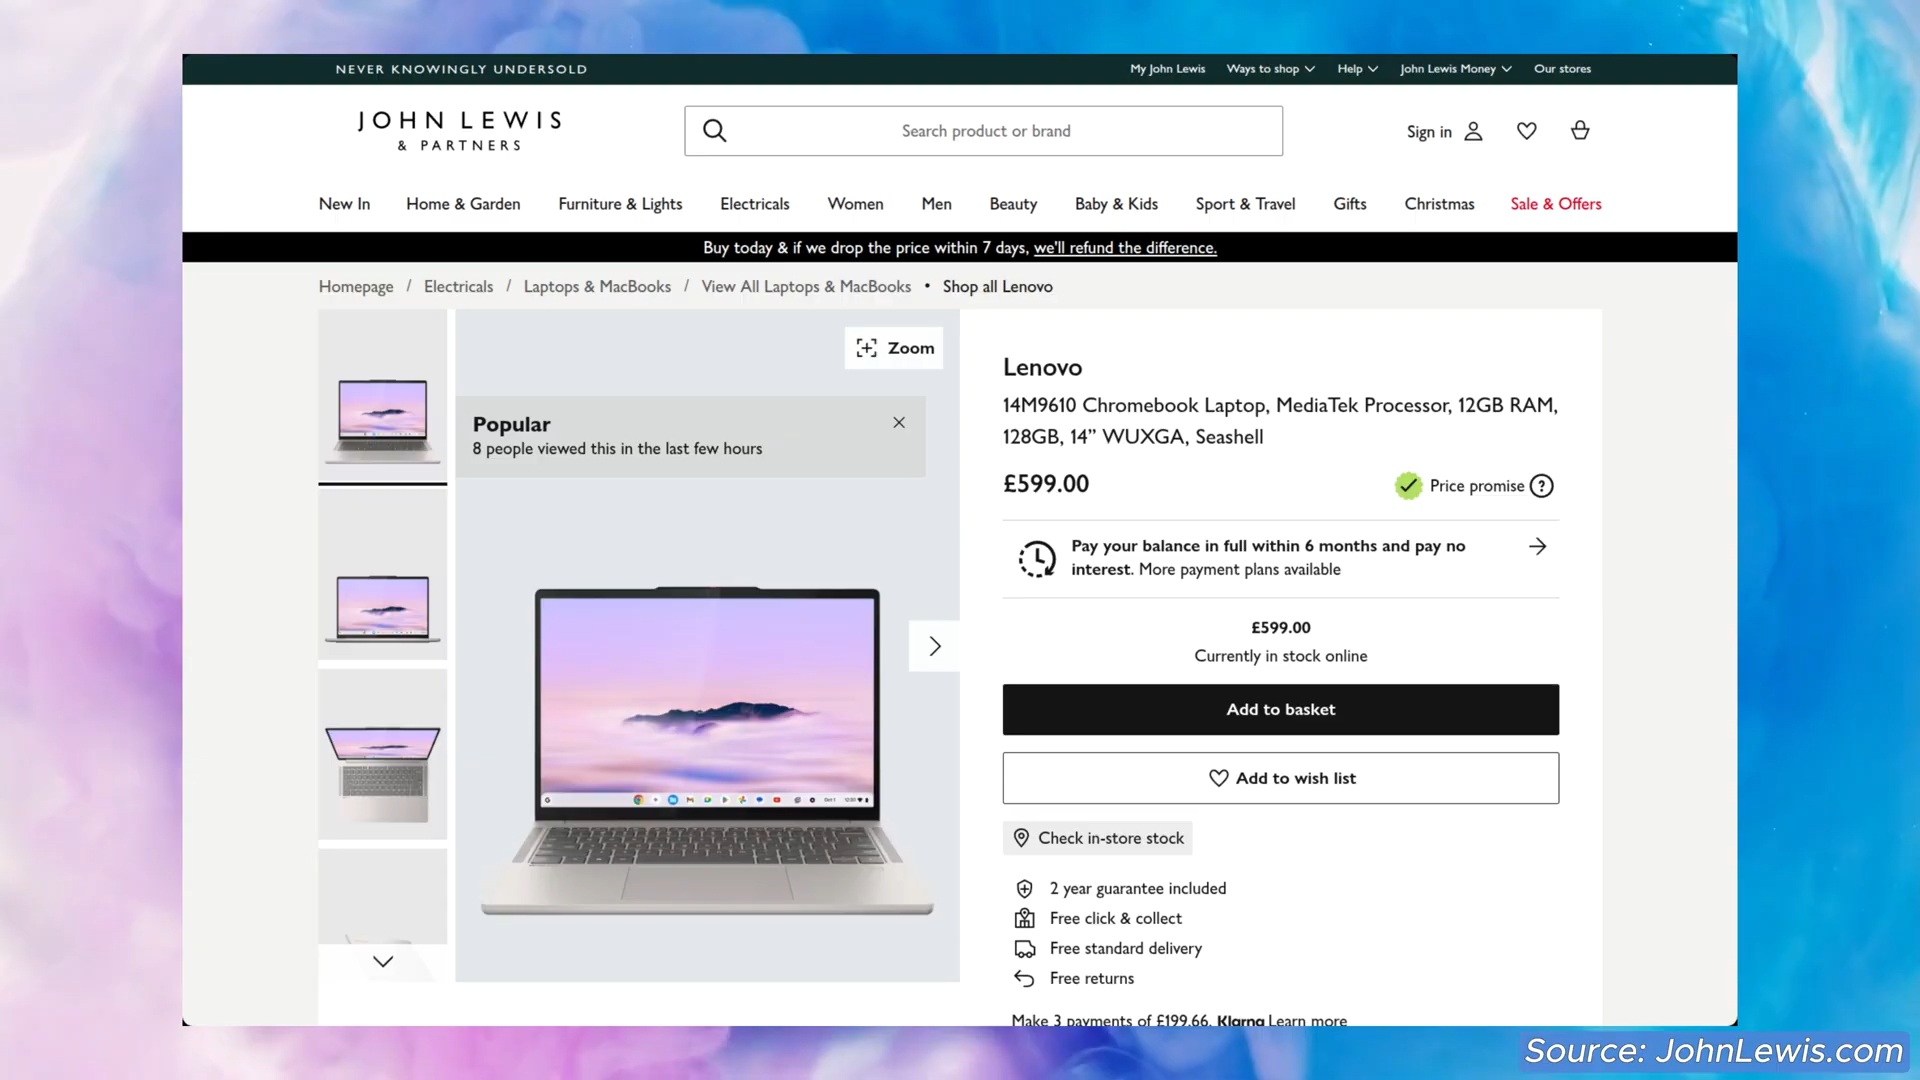 NEVER KNOWINGLY UNDERSOLD
My John Lewis Ways to shop Help John Lewis Money Our stores
JOHN LEWIS
& PARTNERS
Search product or brand
Sign in
New In Home & Garden Furniture & Lights Electricals Women Men Beauty Baby & Kids Sport & Travel Gifts Christmas Sale & Offers
Buy today & if we drop the price within 7 days, we'll refund the difference.
Homepage / Electricals / Laptops & MacBooks / View All Laptops & MacBooks • Shop all Lenovo
Zoom
Popular
8 people viewed this in the last few hours
Lenovo
14M9610 Chromebook Laptop, MediaTek Processor, 12GB RAM,
128GB, 14” WUXGA, Seashell
£599.00
Price promise ?
Pay your balance in full within 6 months and pay no
interest. More payment plans available
£599.00
Currently in stock online
Add to basket
Add to wish list
Check in-store stock
2 year guarantee included
Free click & collect
Free standard delivery
Free returns
Make 3 payments of £199.66. Klarna Learn more
Source: JohnLewis.com